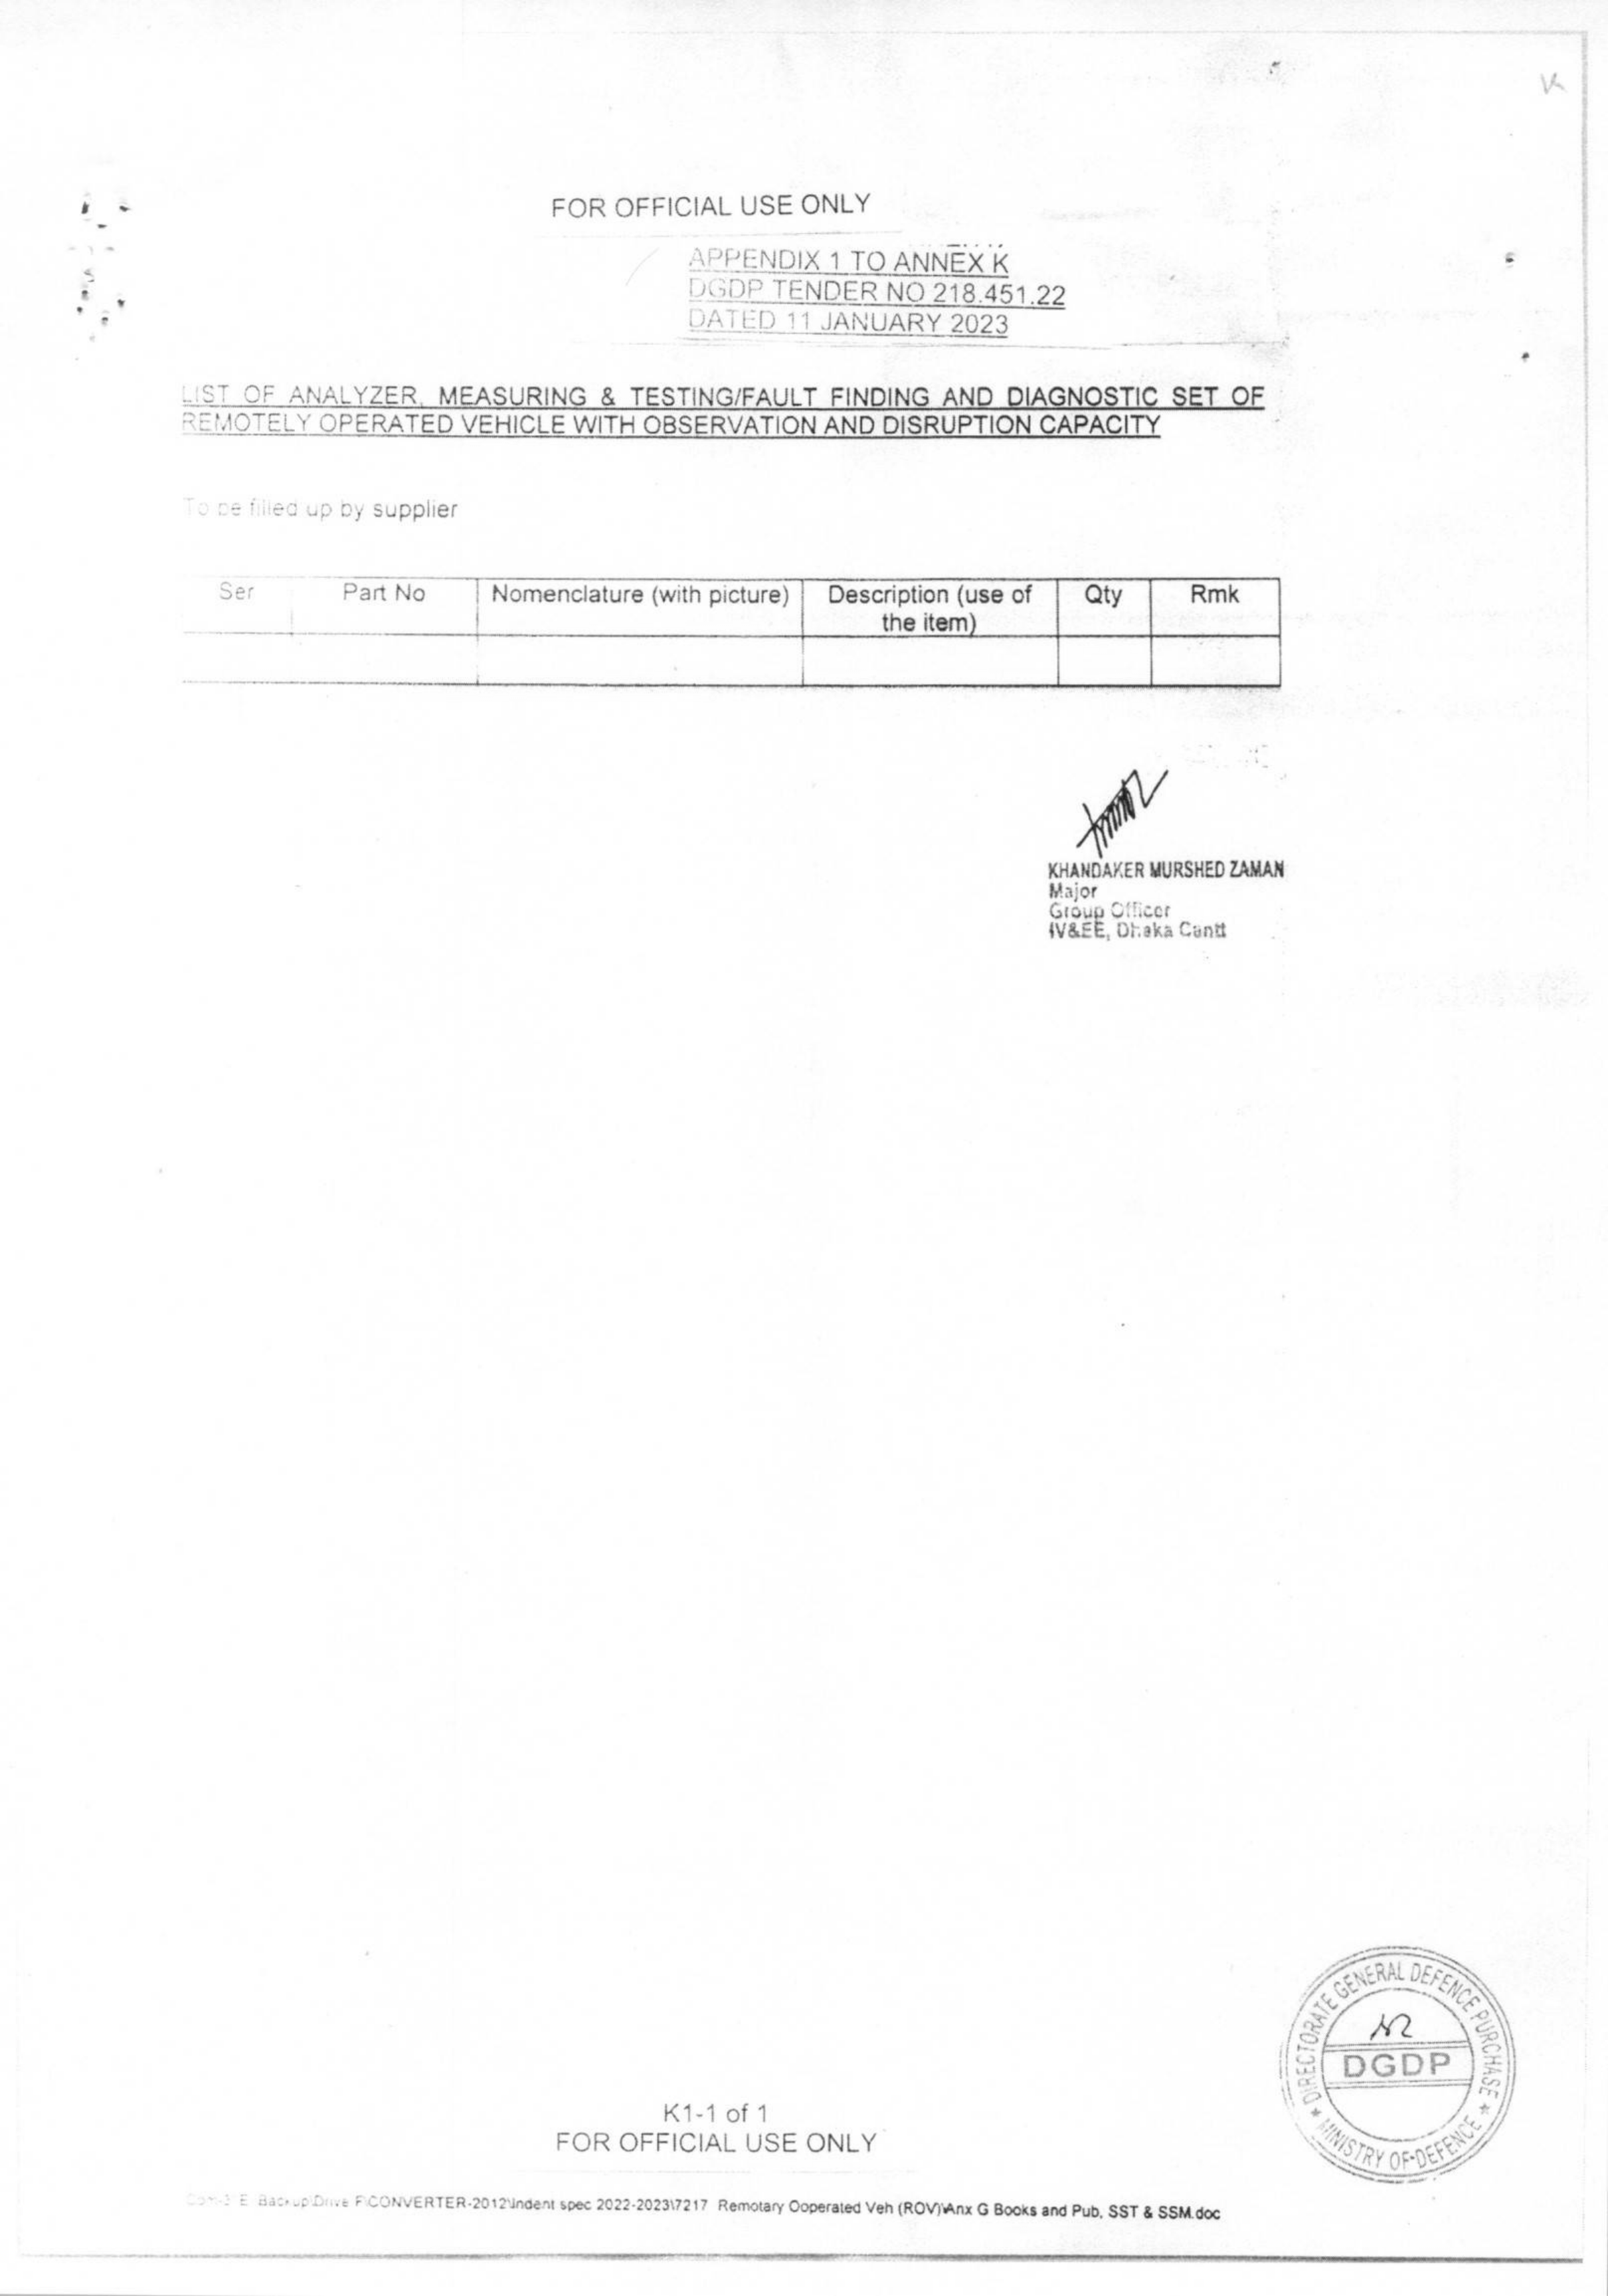 K
FOR OFFICIAL USE ONLY
APPENDIX 1 TO ANNEX K
DGDP TENDER NO 218.451.22
DATED 11 JANUARY 2023
LIST OF ANALYZER, MEASURING & TESTING/FAULT FINDING AND DIAGNOSTIC SET OF
REMOTELY OPERATED VEHICLE WITH OBSERVATION AND DISRUPTION CAPACITY
To be filled up by supplier
Ser Part No Nomenclature (with picture) Description (use of the item) Qty Rmk
KHANDAKER MURSHED ZAMAN
Major
Group Officer
IV&EE, Dhaka Cantt
DIRECTORATE GENERAL DEFENCE PURCHASE
DGDP
MINISTRY OF DEFENCE
K1-1 of 1
FOR OFFICIAL USE ONLY
E Backup\Drive F\CONVERTER-2012\Indent spec 2022-2023\7217 Remotary Ooperated Veh (ROV)\Anx G Books and Pub, SST & SSM.doc